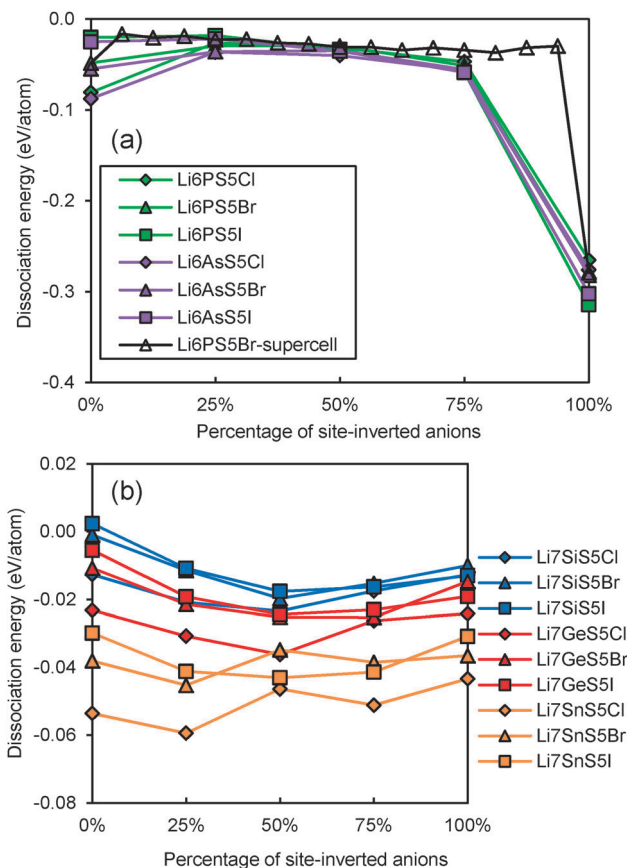 0.0
-0.1
-0.2
-0.3
-0.4
Dissociation energy (eV/atom)
(a)
Li6PS5Cl
Li6PS5Br
Li6PS5I
Li6AsS5Cl
Li6AsS5Br
Li6AsS5I
Li6PS5Br-supercell
0% 25% 50% 75% 100%
Percentage of site-inverted anions
0.02
0.00
-0.02
-0.04
-0.06
-0.08
Dissociation energy (eV/atom)
(b)
Li7SiS5Cl
Li7SiS5Br
Li7SiS5I
Li7GeS5Cl
Li7GeS5Br
Li7GeS5I
Li7SnS5Cl
Li7SnS5Br
Li7SnS5I
0% 25% 50% 75% 100%
Percentage of site-inverted anions